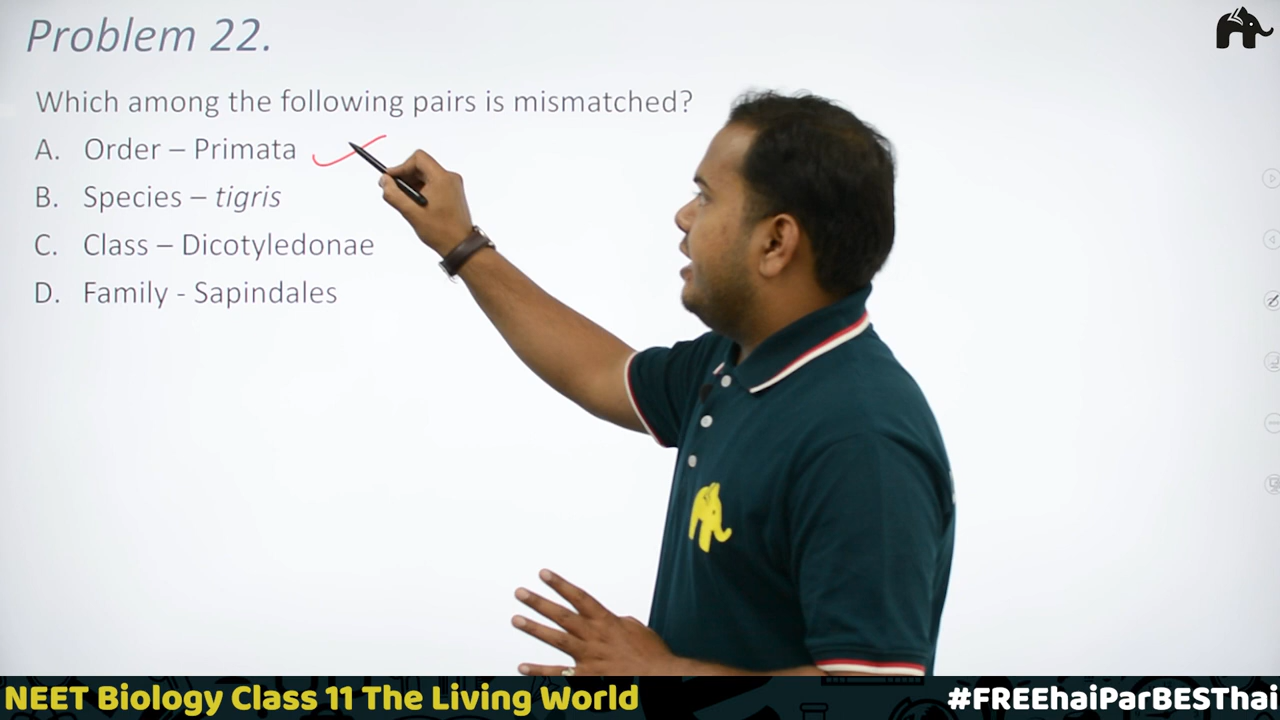 Problem 22.
Which among the following pairs is mismatched?
A. Order – Primata
B. Species – tigris
C. Class – Dicotyledonae
D. Family - Sapindales
NEET Biology Class 11 The Living World
#FREEhaiParBESThai